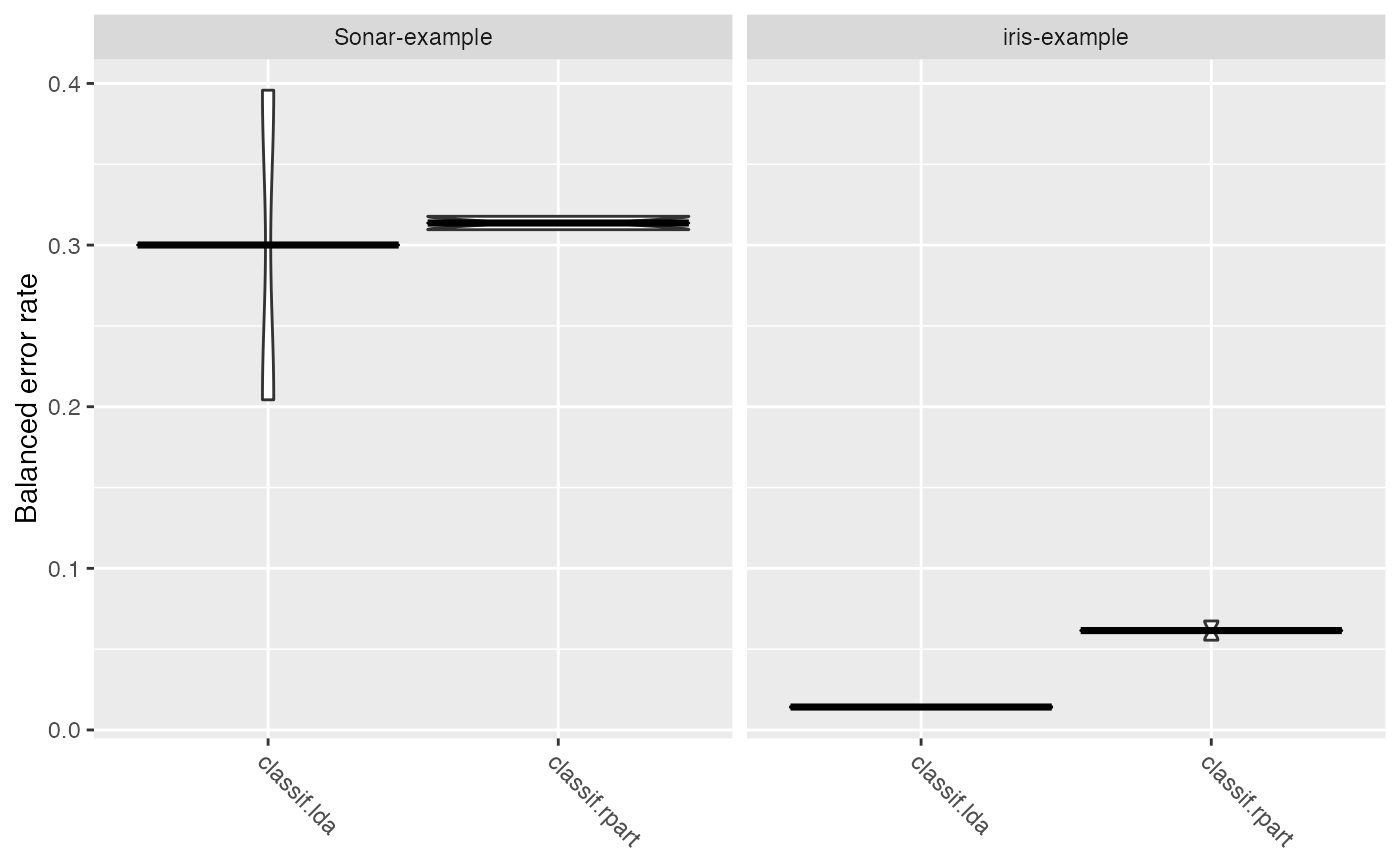 Sonar-example
iris-example
Balanced error rate
0.4
0.3
0.2
0.1
0.0
classif.lda
classif.rpart
classif.lda
classif.rpart